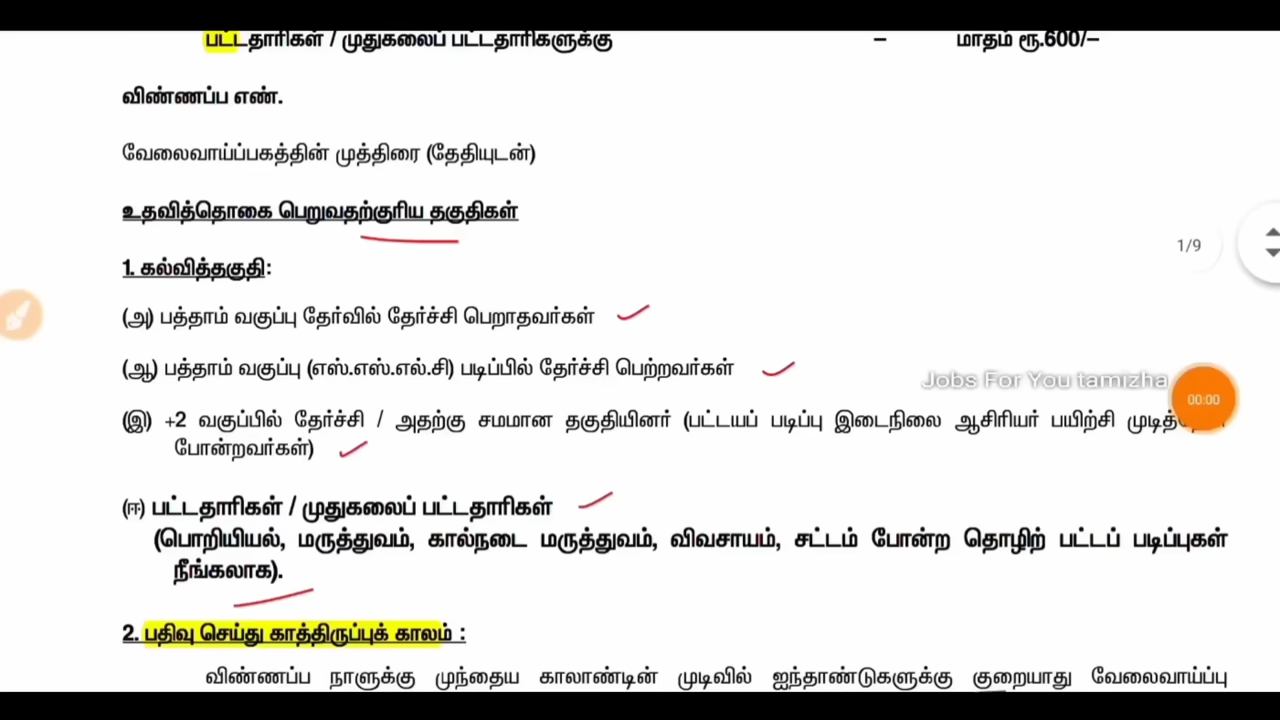 பட்டதாரிகள் / முதுகலைப் பட்டதாரிகளுக்கு – மாதம் ரூ.600/–
விண்ணப்ப எண்.
வேலைவாய்ப்பகத்தின் முத்திரை (தேதியுடன்)
உதவித்தொகை பெறுவதற்குரிய தகுதிகள்
1/9
1. கல்வித்தகுதி:
(அ) பத்தாம் வகுப்பு தேர்வில் தேர்ச்சி பெறாதவர்கள்
(ஆ) பத்தாம் வகுப்பு (எஸ்.எஸ்.எல்.சி) படிப்பில் தேர்ச்சி பெற்றவர்கள்
Jobs For You tamizha
00:00
(இ) +2 வகுப்பில் தேர்ச்சி / அதற்கு சமமான தகுதியினர் (பட்டயப் படிப்பு இடைநிலை ஆசிரியர் பயிற்சி
போன்றவர்கள்)
(ஈ) பட்டதாரிகள் / முதுகலைப் பட்டதாரிகள்
(பொறியியல், மருத்துவம், கால்நடை மருத்துவம், விவசாயம், சட்டம் போன்ற தொழிற் பட்டப் படிப்புகள்
நீங்கலாக).
2. பதிவு செய்து காத்திருப்புக் காலம் :
விண்ணப்ப நாளுக்கு முந்தைய காலாண்டின் முடிவில் ஐந்தாண்டுகளுக்கு குறையாது வேலைவாய்ப்பு